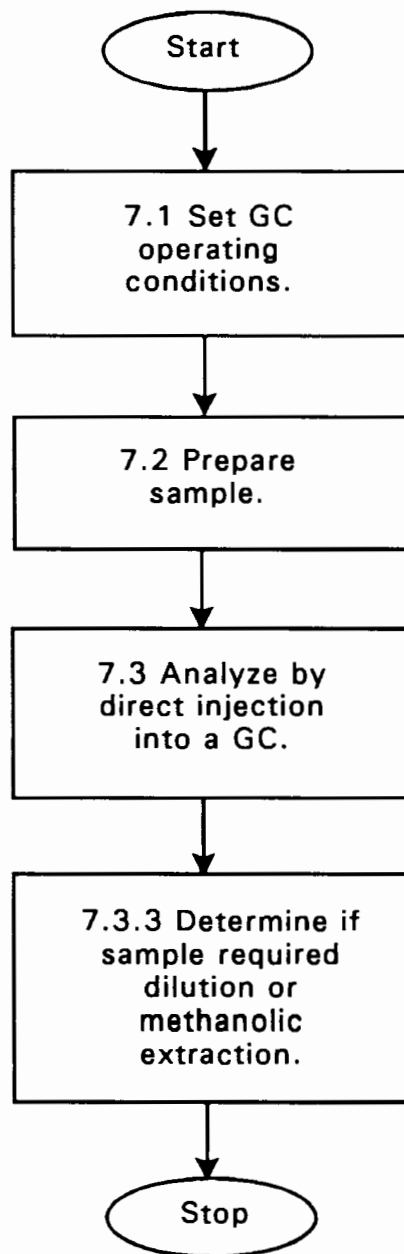 Start
7.1 Set GC
operating
conditions.
7.2 Prepare
sample.
7.3 Analyze by
direct injection
into a GC.
7.3.3 Determine if
sample required
dilution or
methanolic
extraction.
Stop